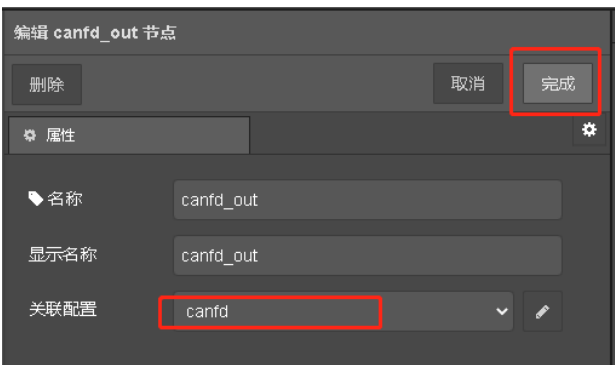 编辑 canfd_out 节点
删除 取消 完成
属性
名称 canfd_out
显示名称 canfd_out
关联配置 canfd